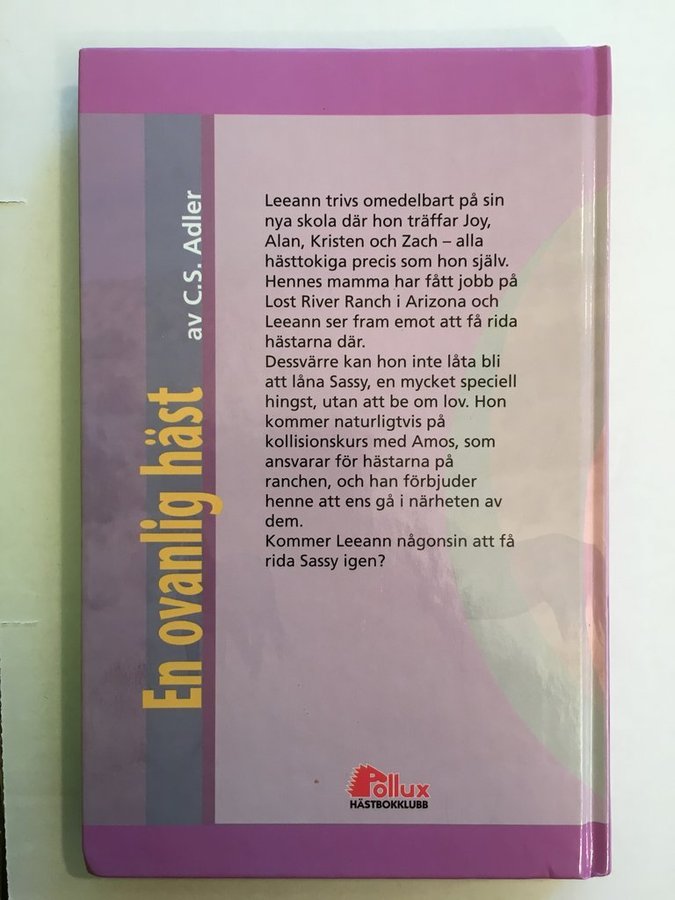 En ovanlig häst
av C.S. Adler
Leeann trivs omedelbart på sin
nya skola där hon träffar Joy,
Alan, Kristen och Zach – alla
hästtokiga precis som hon själv.
Hennes mamma har fått jobb på
Lost River Ranch i Arizona och
Leeann ser fram emot att få rida
hästarna där.
Dessvärre kan hon inte låta bli
att låna Sassy, en mycket speciell
hingst, utan att be om lov. Hon
kommer naturligtvis på
kollisionskurs med Amos, som
ansvarar för hästarna på
ranchen, och han förbjuder
henne att ens gå i närheten av
dem.
Kommer Leeann någonsin att få
rida Sassy igen?
Pollux
HÄSTBOKKLUBB